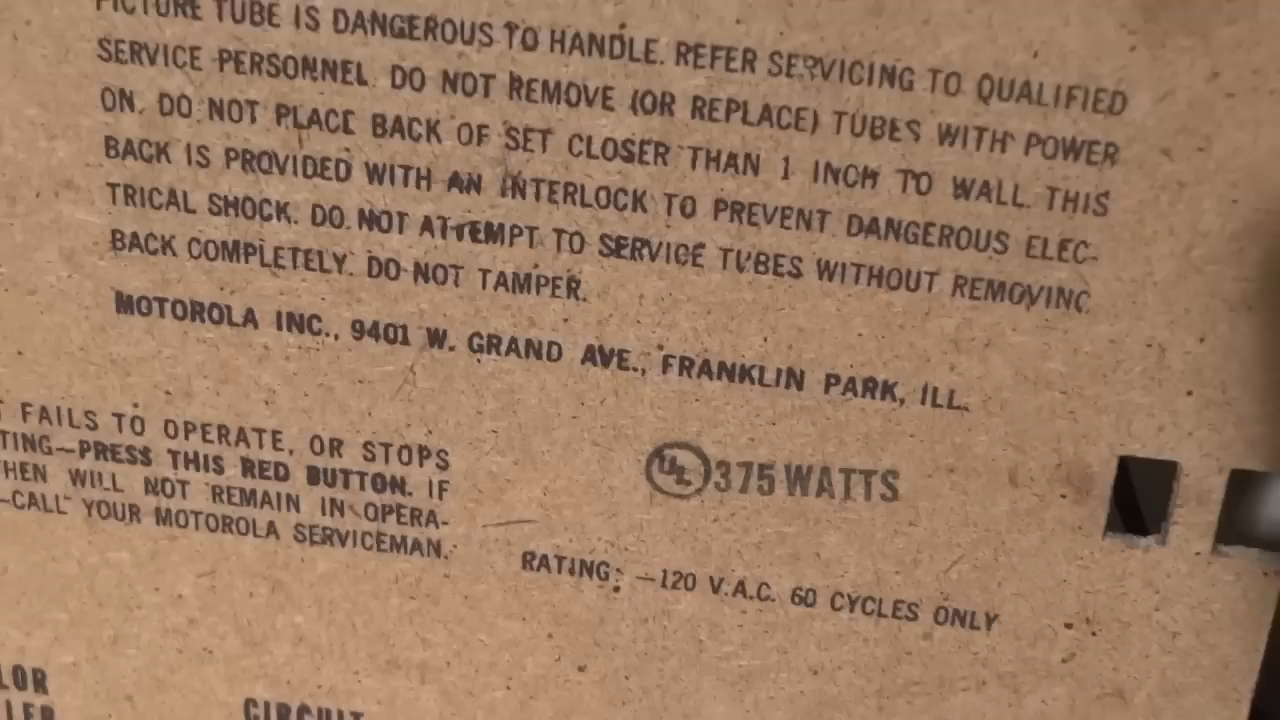 PICTURE TUBE IS DANGEROUS TO HANDLE. REFER SERVICING TO QUALIFIED
SERVICE PERSONNEL. DO NOT REMOVE (OR REPLACE) TUBES WITH POWER
ON. DO NOT PLACE BACK OF SET CLOSER THAN 1 INCH TO WALL. THIS
BACK IS PROVIDED WITH AN INTERLOCK TO PREVENT DANGEROUS ELEC-
TRICAL SHOCK. DO NOT ATTEMPT TO SERVICE TUBES WITHOUT REMOVING
BACK COMPLETELY. DO NOT TAMPER.
MOTOROLA INC., 9401 W. GRAND AVE., FRANKLIN PARK, ILL.
FAILS TO OPERATE, OR STOPS
TING—PRESS THIS RED BUTTON. IF
HEN WILL NOT REMAIN IN OPERA-
—CALL YOUR MOTOROLA SERVICEMAN.
UL 375 WATTS
RATING: —120 V.A.C. 60 CYCLES ONLY
LOR
CIRCUIT